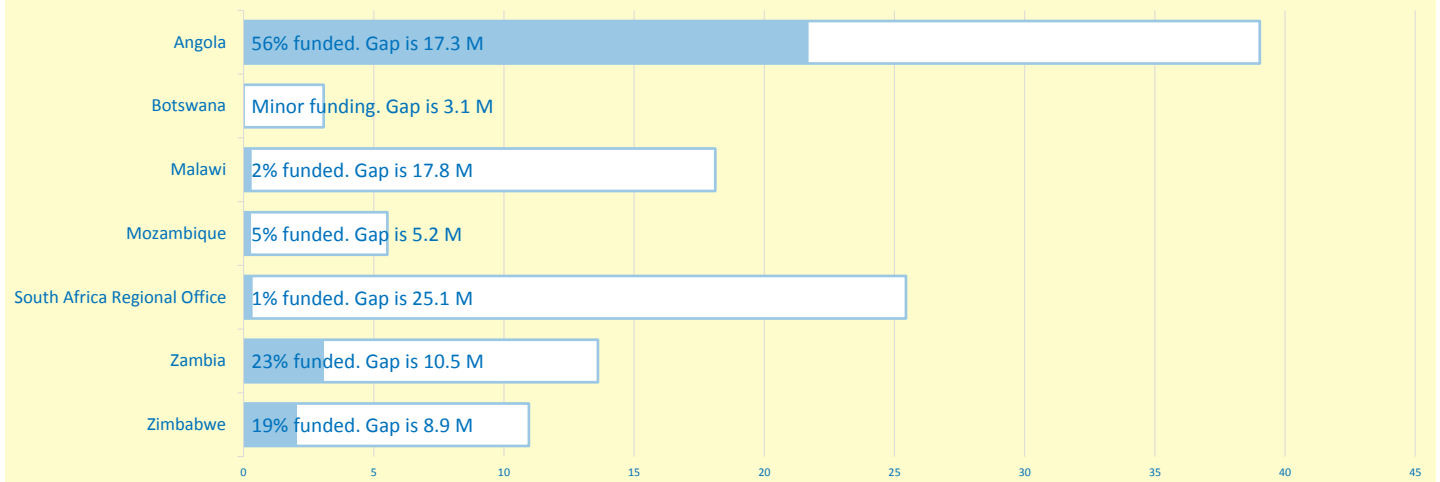 Angola 56% funded. Gap is 17.3 M
Botswana Minor funding. Gap is 3.1 M
Malawi 2% funded. Gap is 17.8 M
Mozambique 5% funded. Gap is 5.2 M
South Africa Regional Office 1% funded. Gap is 25.1 M
Zambia 23% funded. Gap is 10.5 M
Zimbabwe 19% funded. Gap is 8.9 M
0 5 10 15 20 25 30 35 40 45